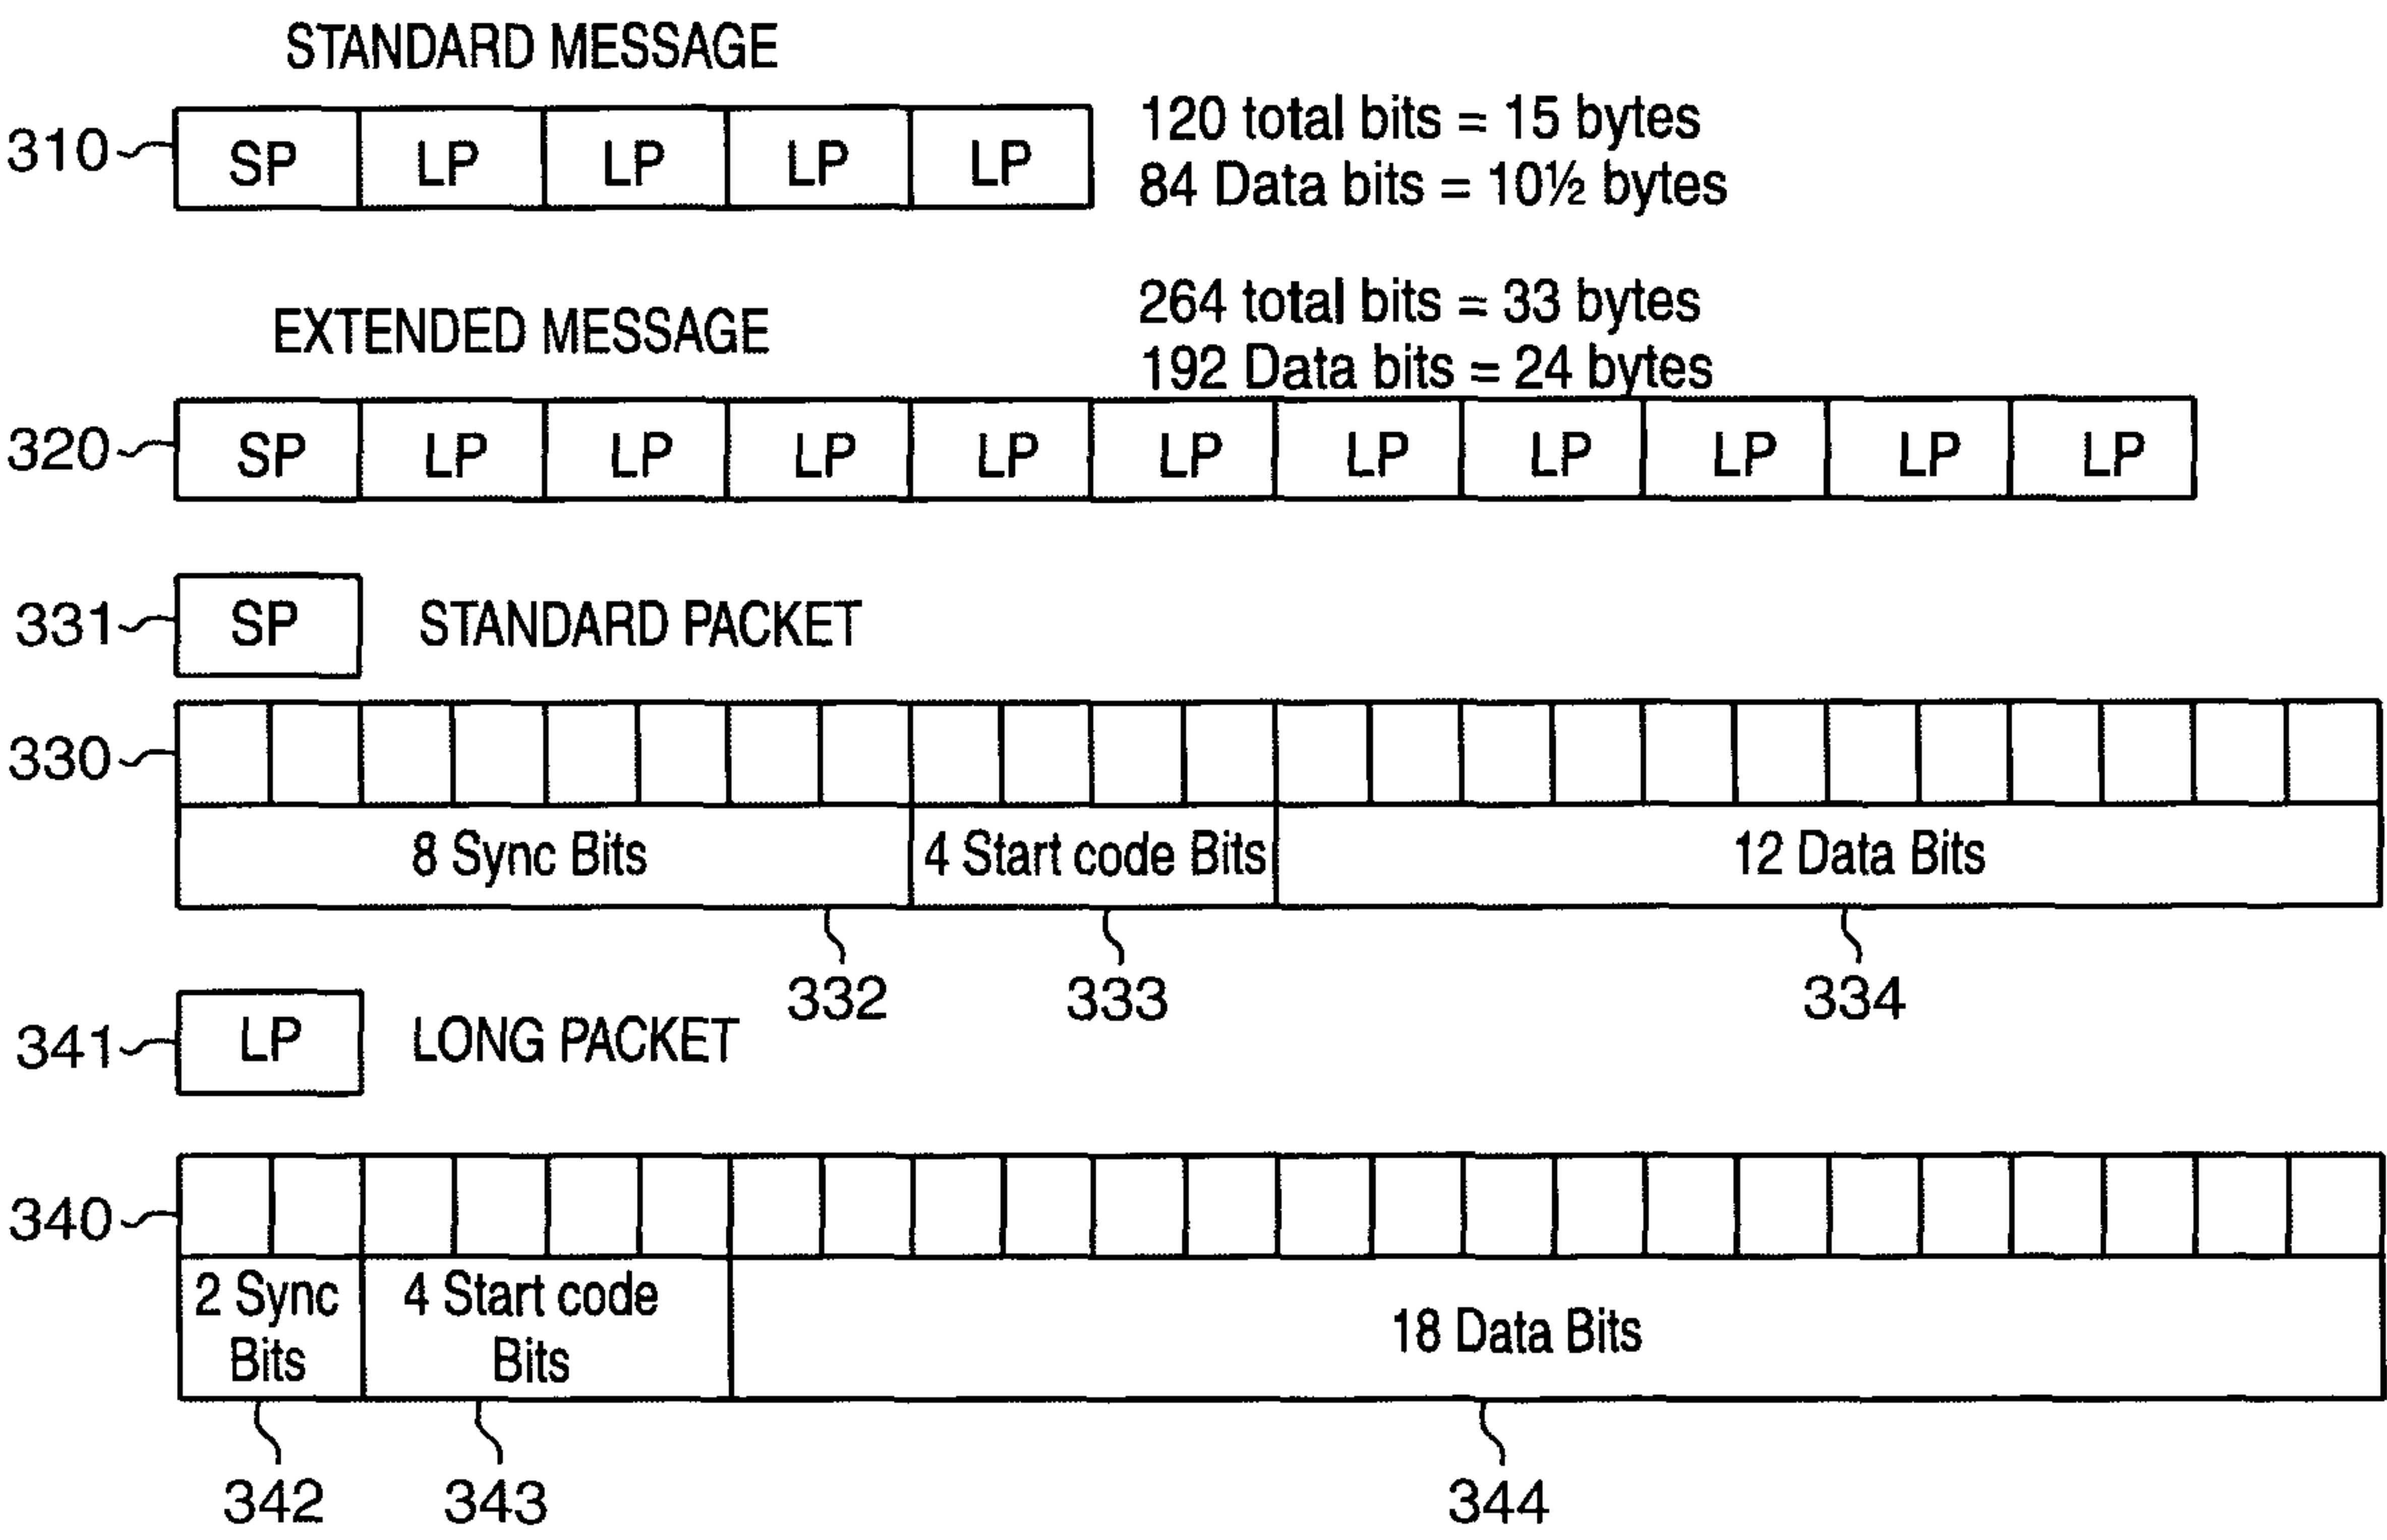 STANDARD MESSAGE
120 total bits = 15 bytes
84 Data bits = 10½ bytes
310 SP LP LP LP LP
EXTENDED MESSAGE
264 total bits = 33 bytes
192 Data bits = 24 bytes
320 SP LP LP LP LP LP LP LP LP LP LP
331 SP STANDARD PACKET
330
8 Sync Bits 4 Start code Bits 12 Data Bits
332 333 334
341 LP LONG PACKET
340
2 Sync Bits 4 Start code Bits 18 Data Bits
342 343 344